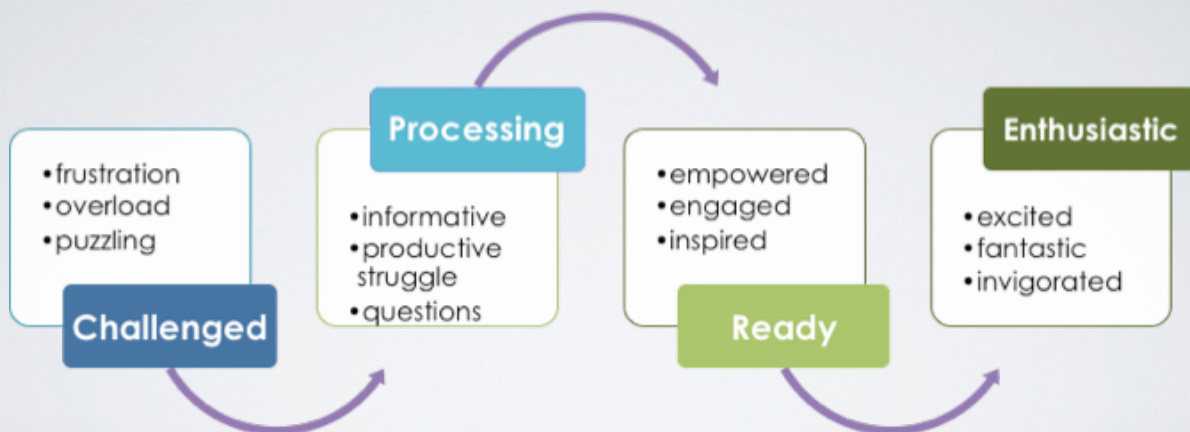 • frustration
• overload
• puzzling
Challenged
Processing
• informative
• productive
struggle
• questions
• empowered
• engaged
• inspired
Ready
Enthusiastic
• excited
• fantastic
• invigorated